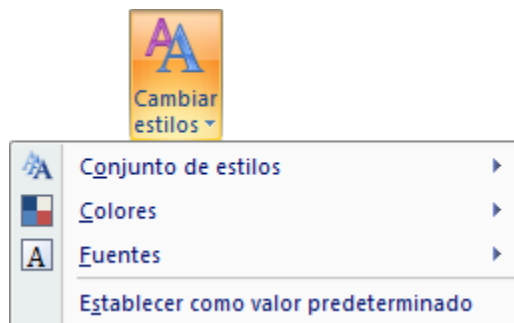 Cambiar
estilos
Conjunto de estilos
Colores
Fuentes
Establecer como valor predeterminado